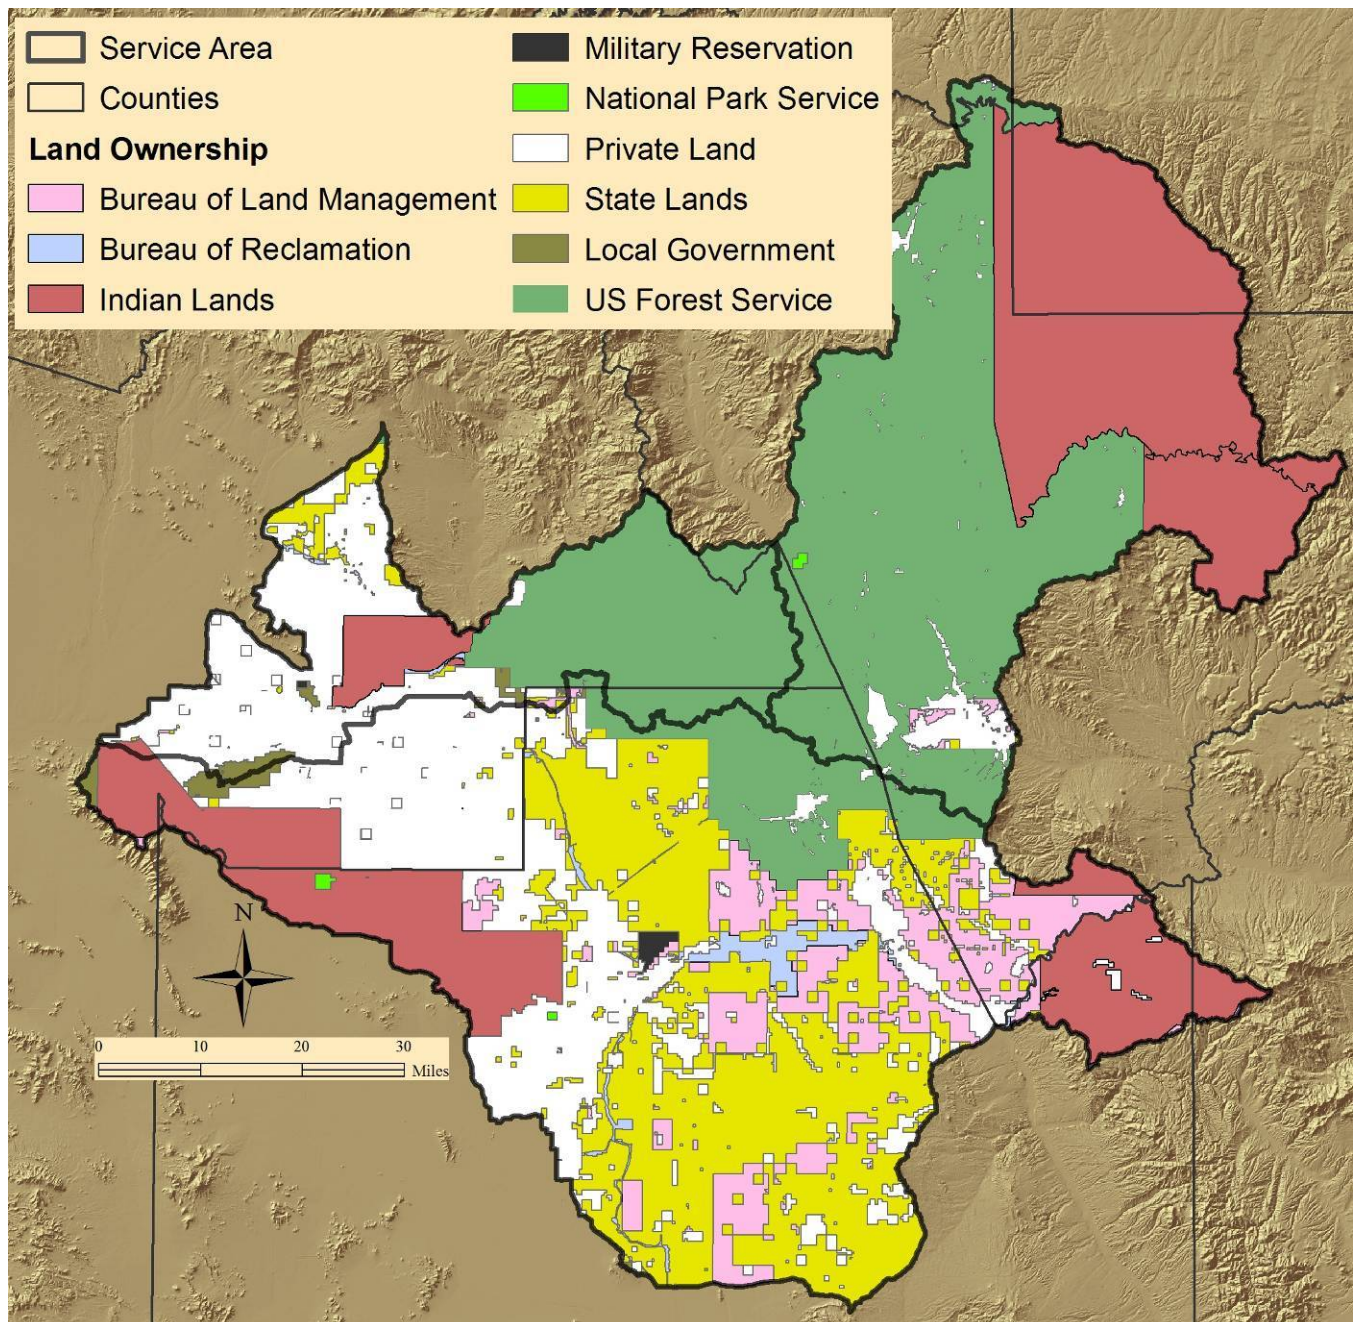 Service Area
Counties
Land Ownership
Bureau of Land Management
Bureau of Reclamation
Indian Lands
Military Reservation
National Park Service
Private Land
State Lands
Local Government
US Forest Service
N
0 10 20 30
Miles